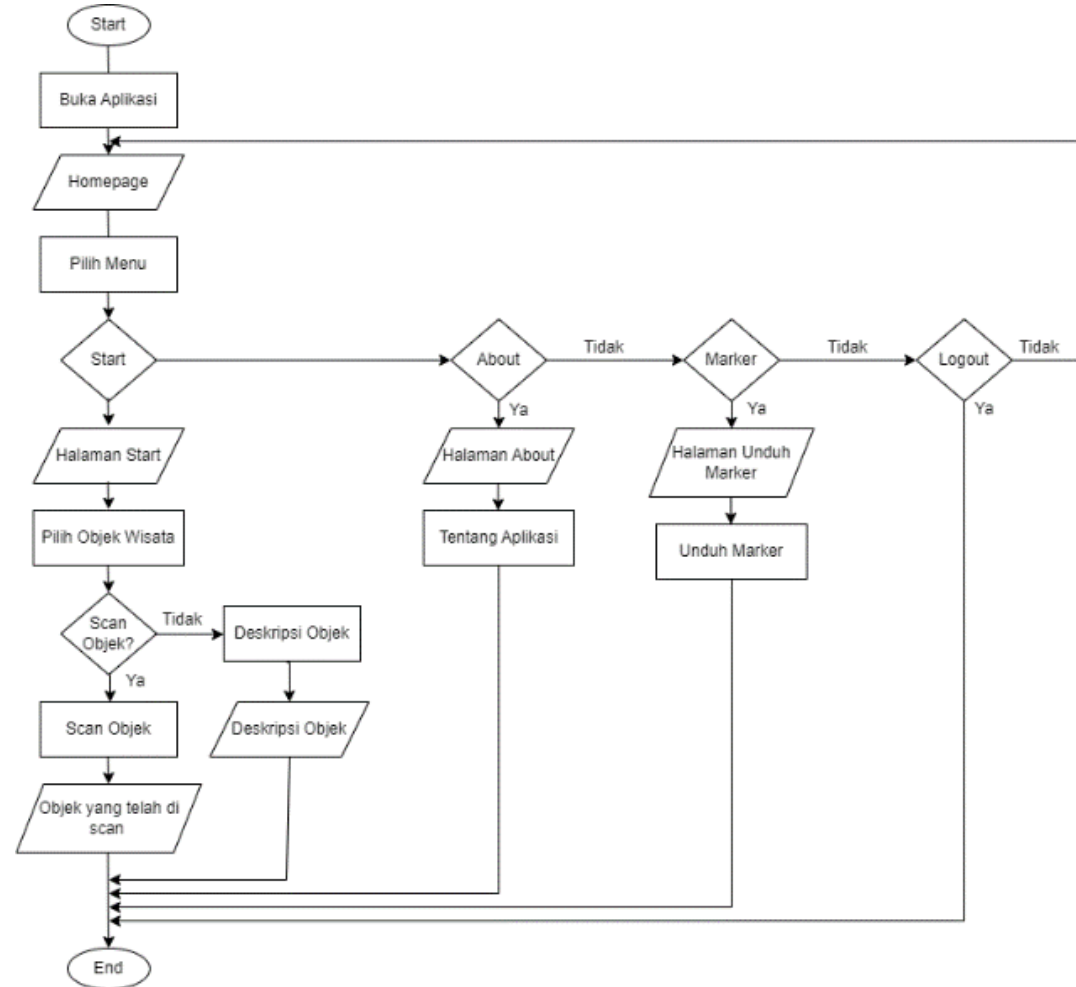 Start
Buka Aplikasi
Homepage
Pilih Menu
Start
About
Tidak
Marker
Tidak
Logout
Tidak
Ya
Ya
Ya
Halaman Start
Halaman About
Halaman Unduh
Marker
Pilih Objek Wisata
Tentang Aplikasi
Unduh Marker
Scan
Objek?
Tidak
Deskripsi Objek
Ya
Scan Objek
Deskripsi Objek
Objek yang telah di
scan
End